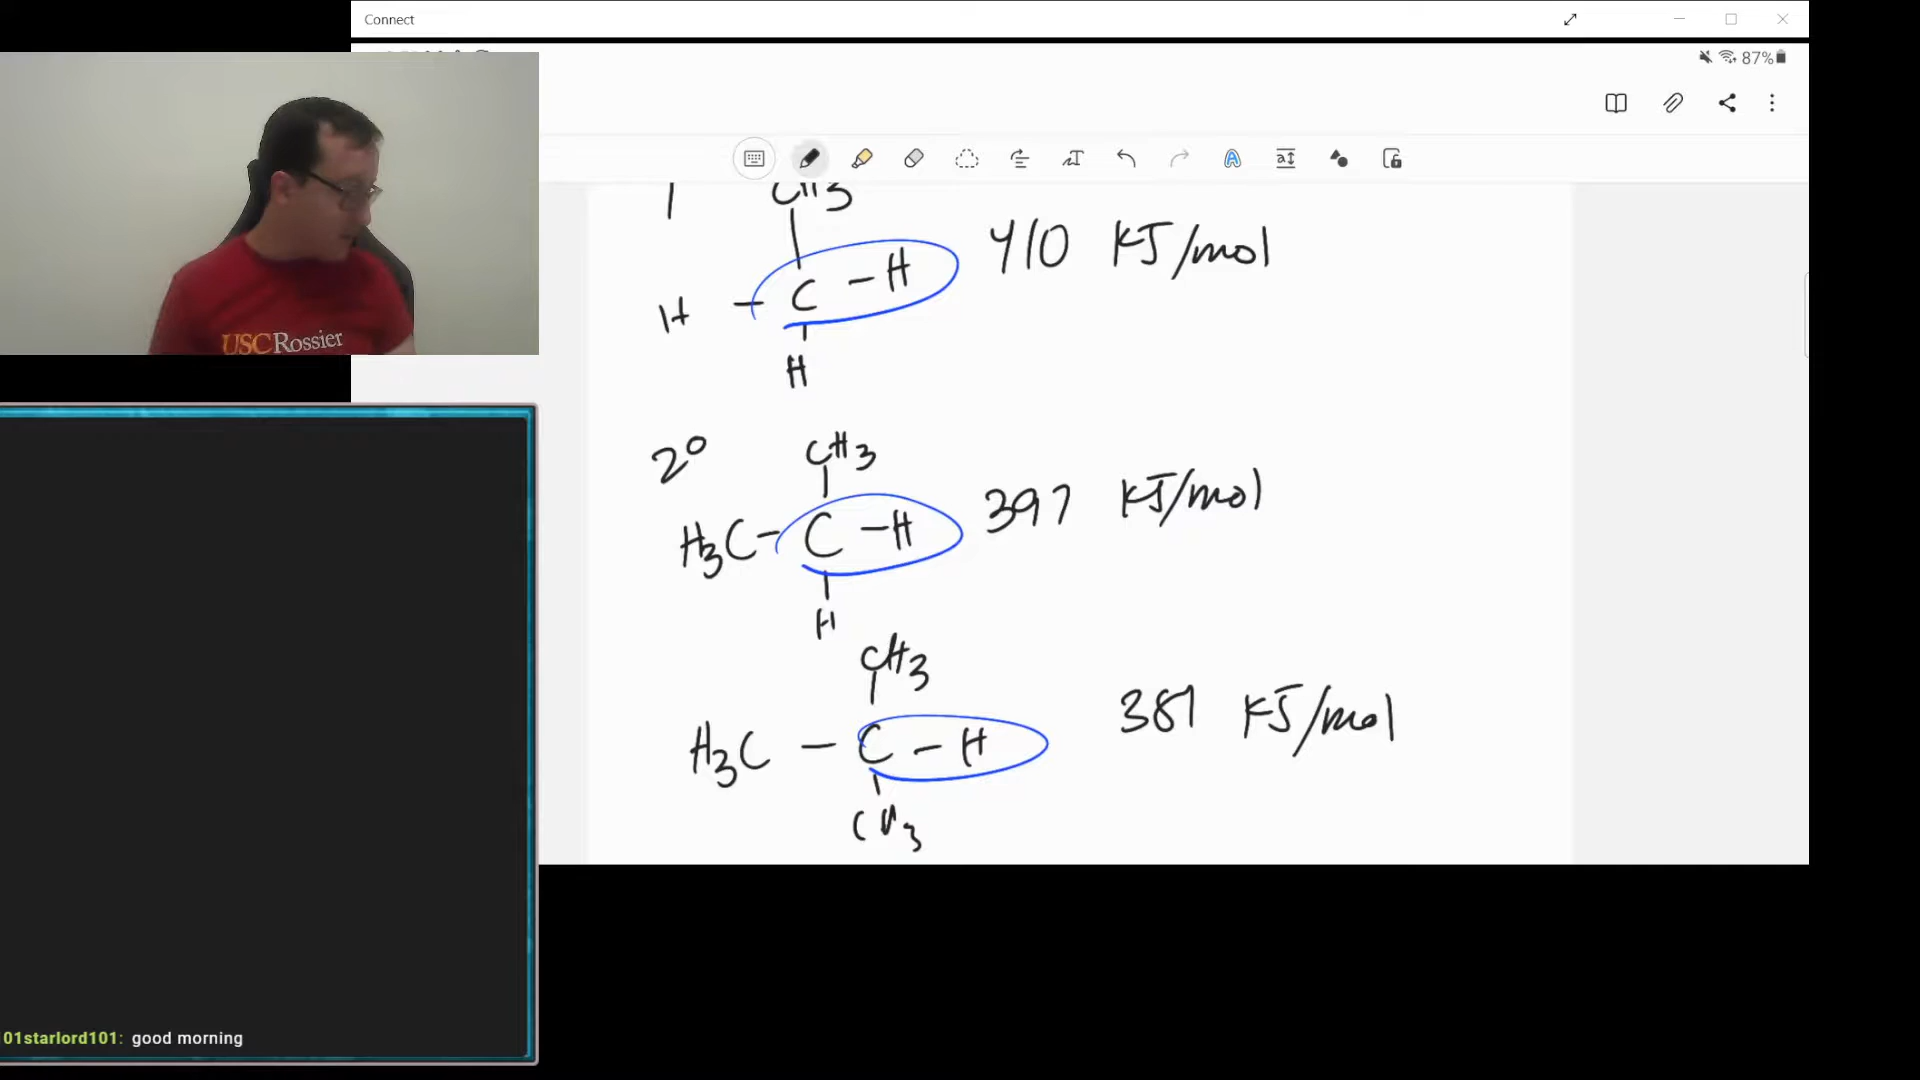 Connect
87%
USC Rossier
CH3
C - H
410 KJ/mol
H -
H
2°
CH3
H3C - C - H
397 KJ/mol
H
CH3
H3C - C - H
381 KJ/mol
CH3
01starlord101: good morning